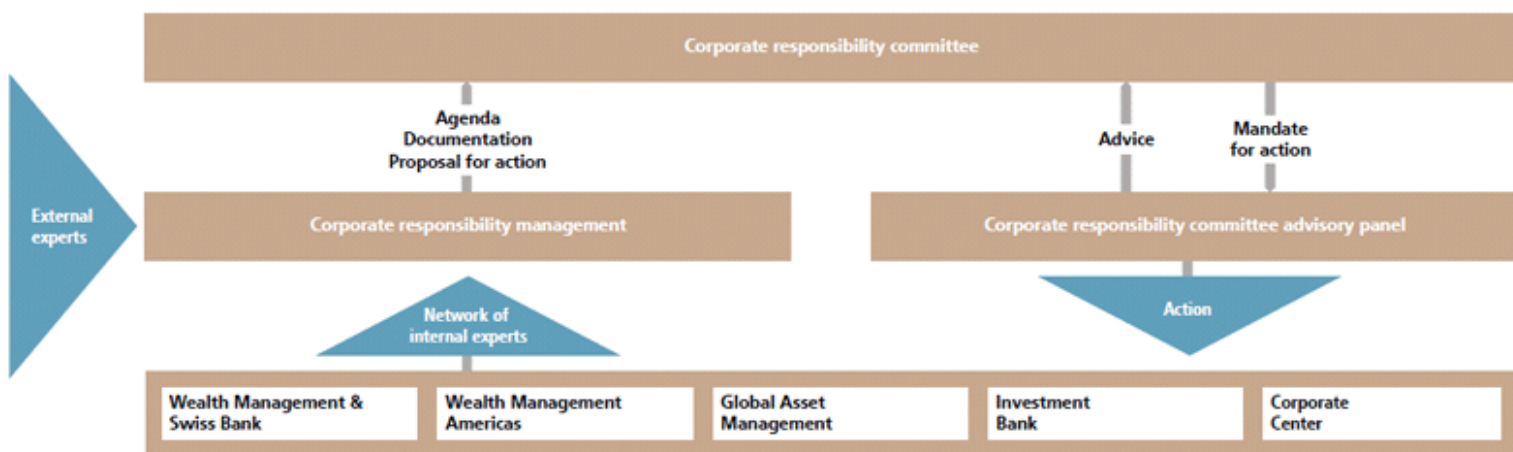 Corporate responsibility committee
Agenda
Documentation
Proposal for action
Advice
Mandate
for action
External
experts
Corporate responsibility management
Corporate responsibility committee advisory panel
Network of
internal experts
Action
Wealth Management &
Swiss Bank
Wealth Management
Americas
Global Asset
Management
Investment
Bank
Corporate
Center